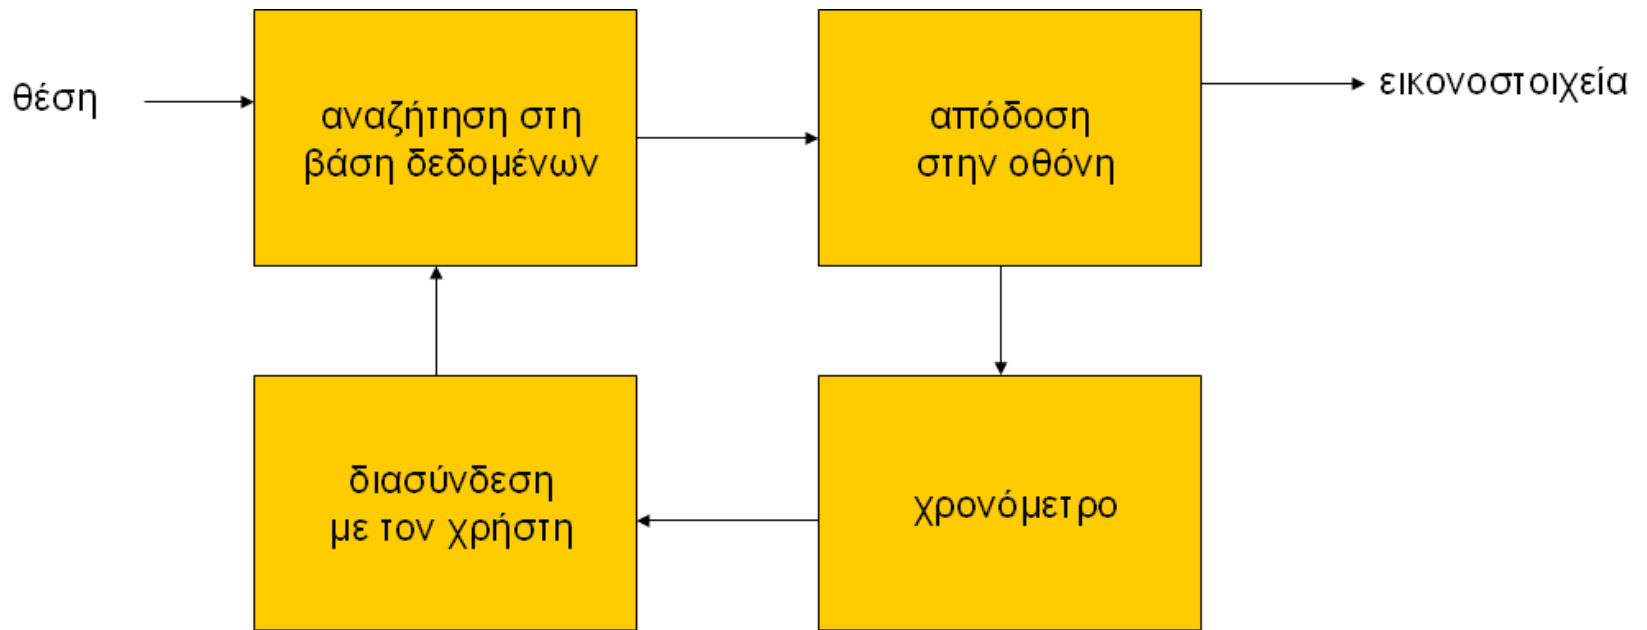 θέση
αναζήτηση στη
βάση δεδομένων
απόδοση
στην οθόνη
εικονοστοιχεία
διασύνδεση
με τον χρήστη
χρονόμετρο